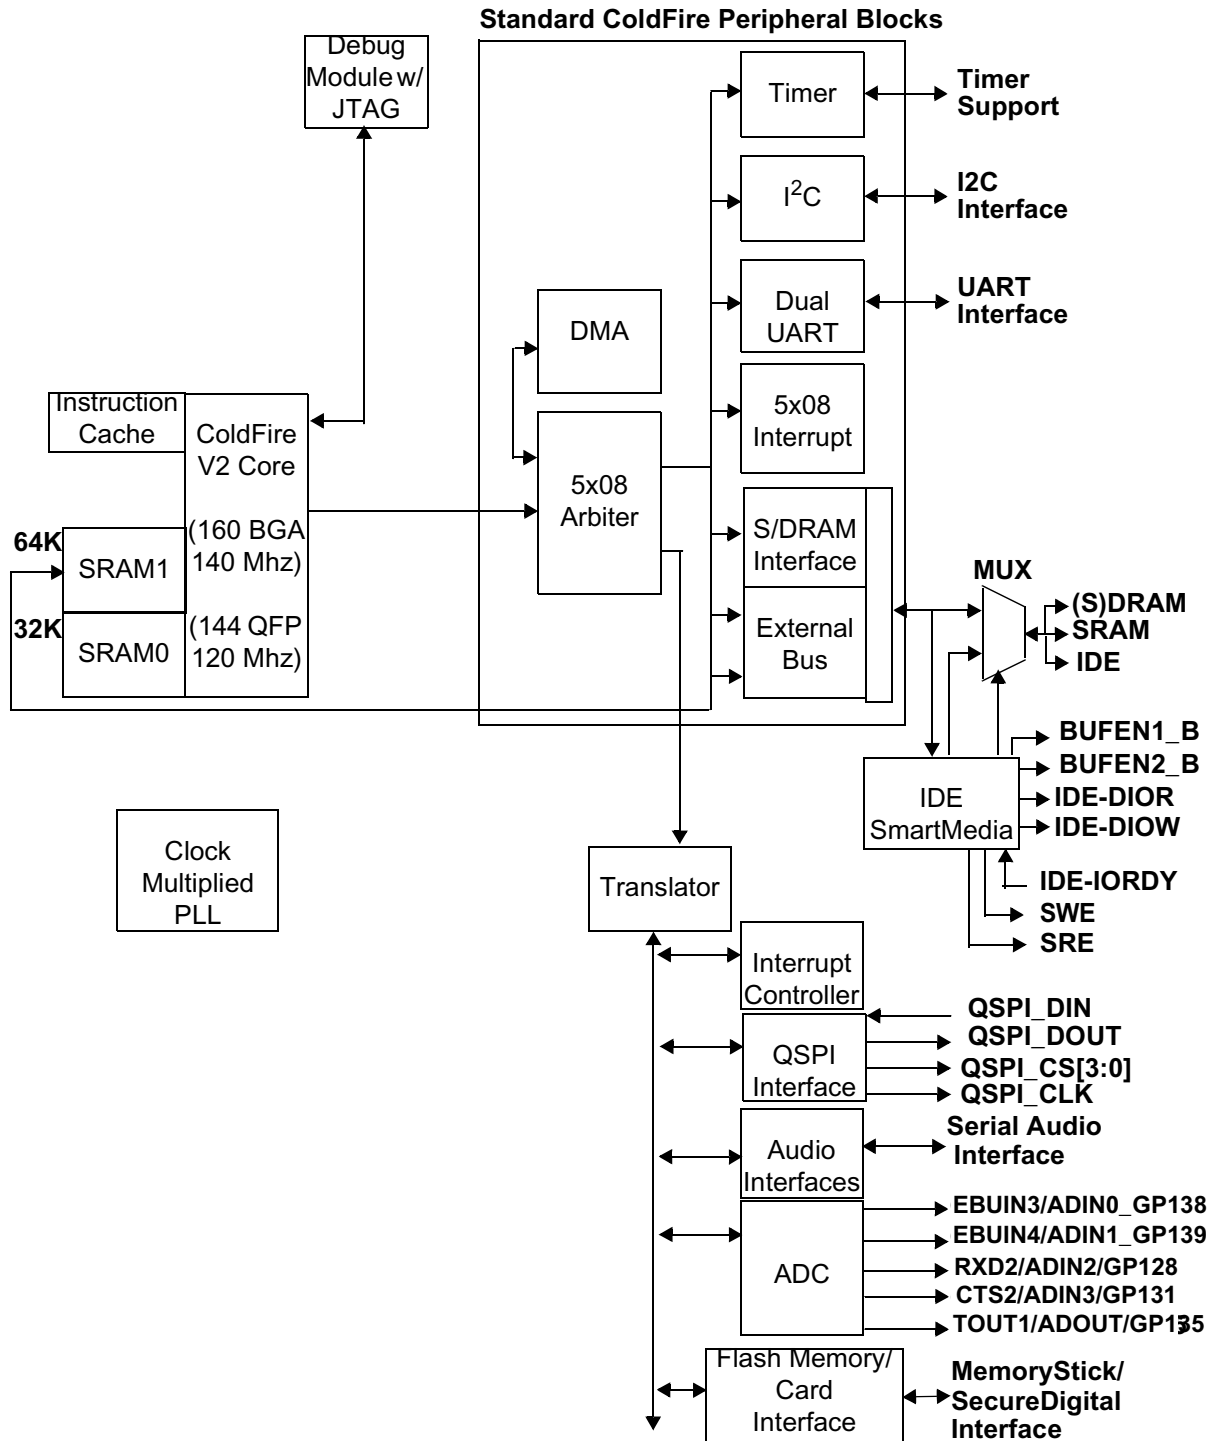 Standard ColdFire Peripheral Blocks
Debug
Module w/
JTAG
Timer
Timer
Support
I2C
I2C
Interface
Dual
UART
UART
Interface
DMA
5x08
Interrupt
Instruction
Cache
ColdFire
V2 Core
(160 BGA
140 Mhz)
(144 QFP
120 Mhz)
64K
SRAM1
32K
SRAM0
5x08
Arbiter
S/DRAM
Interface
External
Bus
MUX
(S)DRAM
SRAM
IDE
BUFEN1_B
BUFEN2_B
IDE-DIOR
IDE-DIOW
IDE
SmartMedia
IDE-IORDY
SWE
SRE
Clock
Multiplied
PLL
Translator
Interrupt
Controller
QSPI
Interface
QSPI_DIN
QSPI_DOUT
QSPI_CS[3:0]
QSPI_CLK
Audio
Interfaces
Serial Audio
Interface
ADC
EBUIN3/ADIN0_GP138
EBUIN4/ADIN1_GP139
RXD2/ADIN2/GP128
CTS2/ADIN3/GP131
TOUT1/ADOUT/GP135
Flash Memory/
Card
Interface
MemoryStick/
SecureDigital
Interface